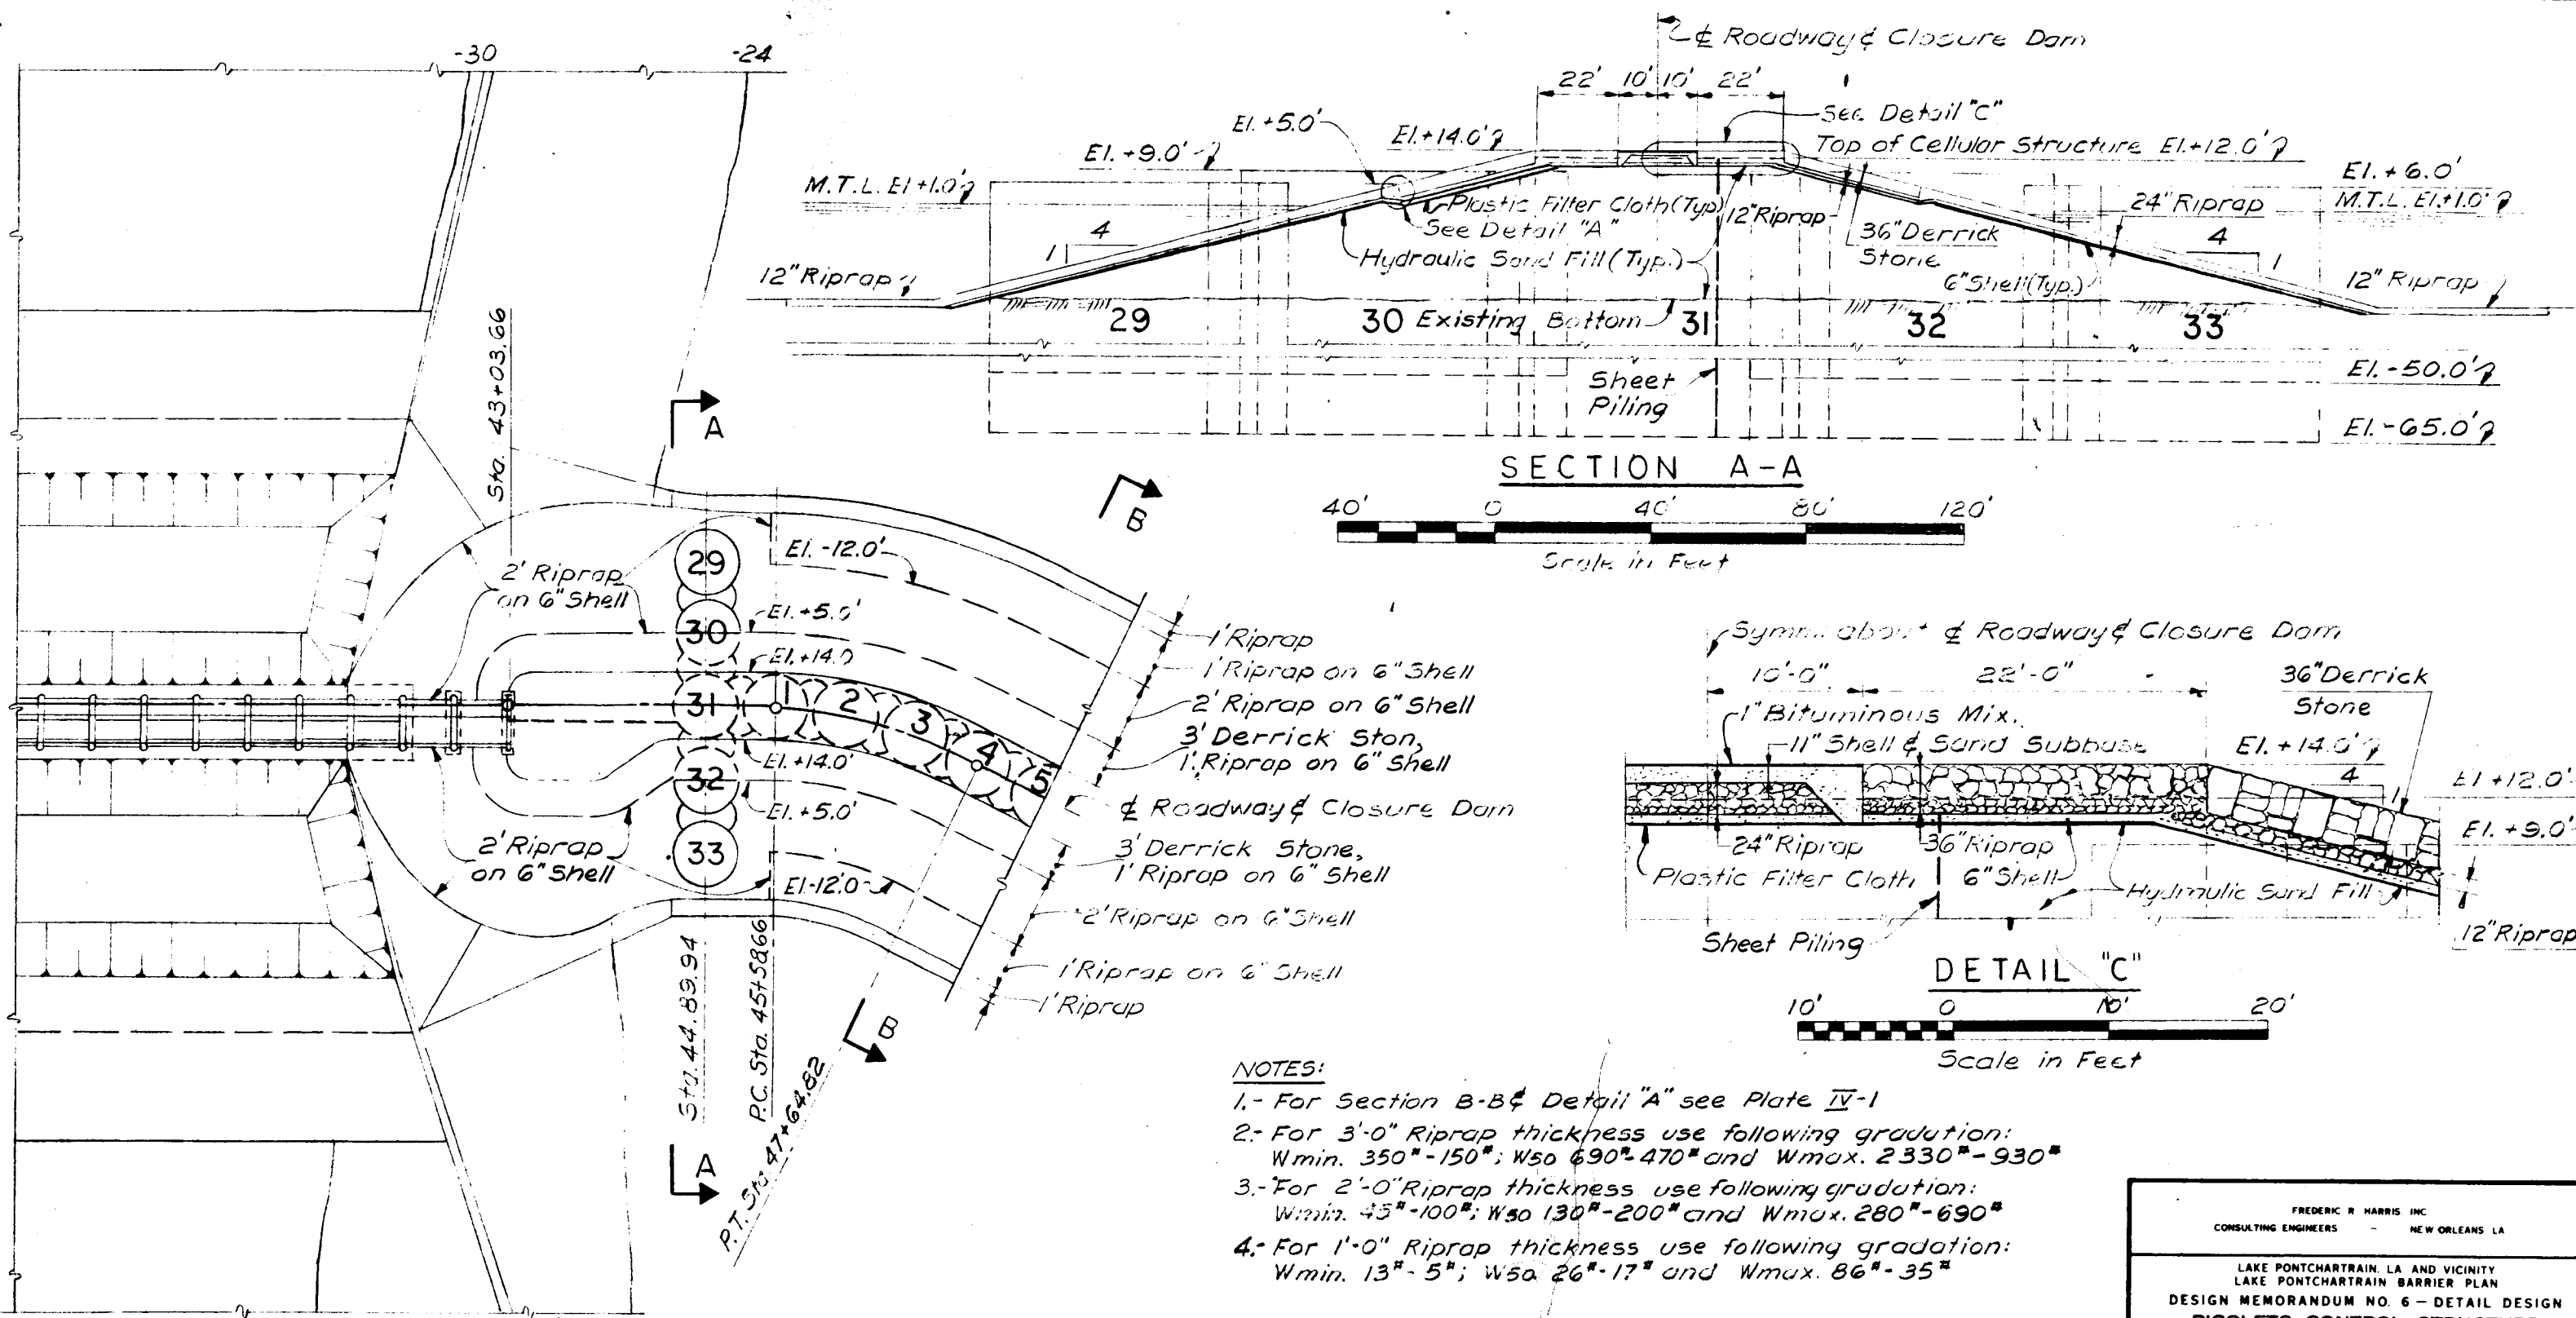 -30
-24
℄ Roadway & Closure Dam
22' 10' 10' 22'
See Detail "C"
El. +5.0'
El. +14.0'
Top of Cellular Structure El. +12.0'
El. +9.0'
El. +6.0'
M.T.L. El +1.0'
M.T.L. El. +1.0'
Plastic Filter Cloth (Typ)
12" Riprap
24" Riprap
See Detail "A"
36" Derrick
Stone
4
1
4
1
Hydraulic Sand Fill (Typ.)
6" Shell (Typ.)
12" Riprap
12" Riprap
29
30
Existing Bottom
31
32
33
Sheet
Piling
El. -50.0'
El. -65.0'
SECTION A-A
40' 0 40' 80' 120'
Scale in Feet
Sta. 43+03.66
A
B
2' Riprap
on 6" Shell
29
El. -12.0'
30
El. +5.0'
El. +14.0
31
1
2
3
4
5
32
El. +14.0'
El. +5.0'
33
El-12.0
2' Riprap
on 6" Shell
1' Riprap
1' Riprap on 6" Shell
2' Riprap on 6" Shell
3' Derrick Ston,
1' Riprap on 6" Shell
℄ Roadway & Closure Dam
3' Derrick Stone,
1' Riprap on 6" Shell
2' Riprap on 6" Shell
1' Riprap on 6" Shell
1' Riprap
Sta. 44.89.94
P.C. Sta. 45+58.66
P.T. Sta. 47+64.82
A
B
Symm. about ℄ Roadway & Closure Dam
10'-0" 22'-0"
36" Derrick
Stone
1" Bituminous Mix.
11" Shell & Sand Subbase
El. +14.0'
4
1
El +12.0'
El. +9.0'
24" Riprap
36" Riprap
Plastic Filter Cloth
6" Shell
Hydraulic Sand Fill
Sheet Piling
12" Riprap
DETAIL "C"
10' 0 10' 20'
Scale in Feet
NOTES:
1.- For Section B-B & Detail "A" see Plate IV-1
2.- For 3'-0" Riprap thickness use following gradation:
Wmin. 350#-150#; W50 690#-470# and Wmax. 2330#-930#
3.- For 2'-0" Riprap thickness use following gradation:
Wmin. 45#-100#; W50 130#-200# and Wmax. 280#-690#
4.- For 1'-0" Riprap thickness use following gradation:
Wmin. 13#-5#; W50 26#-17# and Wmax. 86#-35#
FREDERIC R HARRIS INC
CONSULTING ENGINEERS - NEW ORLEANS LA
LAKE PONTCHARTRAIN, LA AND VICINITY
LAKE PONTCHARTRAIN BARRIER PLAN
DESIGN MEMORANDUM NO. 6 - DETAIL DESIGN